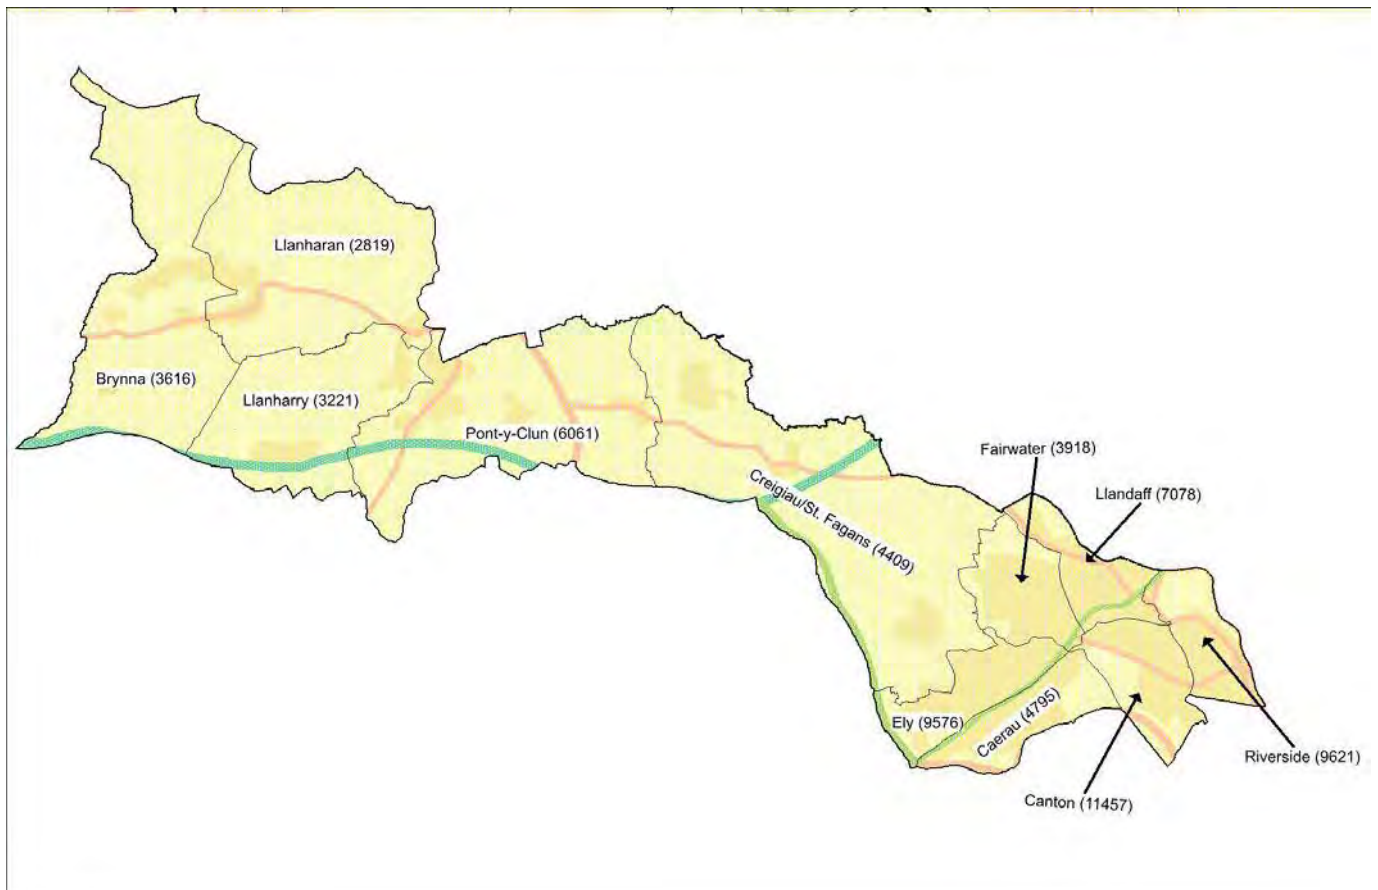 Llanharan (2819)
Brynna (3616)
Llanharry (3221)
Pont-y-Clun (6061)
Creigiau/St. Fagans (4409)
Fairwater (3918)
Llandaff (7078)
Ely (9576)
Caerau (4795)
Riverside (9621)
Canton (11457)